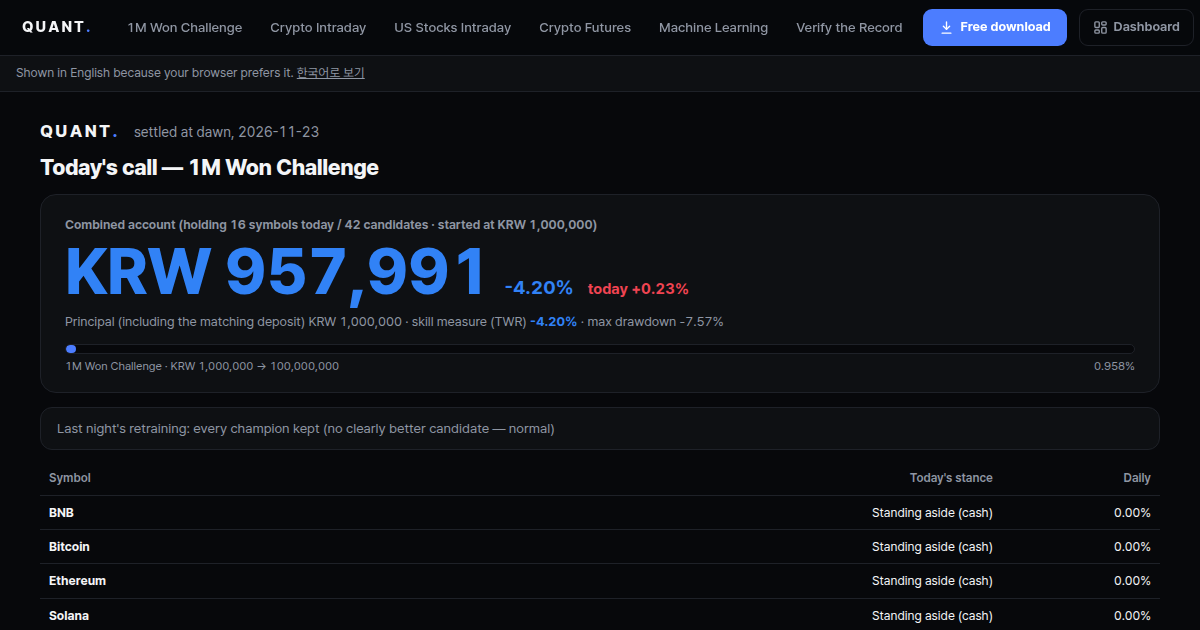 QUANT. 1M Won Challenge Crypto Intraday US Stocks Intraday Crypto Futures Machine Learning Verify the Record Free download Dashboard
Shown in English because your browser prefers it. 한국어로 보기
QUANT. settled at dawn, 2026-11-23
Today's call — 1M Won Challenge
Combined account (holding 16 symbols today / 42 candidates · started at KRW 1,000,000)
KRW 957,991 -4.20% today +0.23%
Principal (including the matching deposit) KRW 1,000,000 · skill measure (TWR) -4.20% · max drawdown -7.57%
1M Won Challenge · KRW 1,000,000 → 100,000,000 0.958%
Last night's retraining: every champion kept (no clearly better candidate — normal)
Symbol Today's stance Daily
BNB Standing aside (cash) 0.00%
Bitcoin Standing aside (cash) 0.00%
Ethereum Standing aside (cash) 0.00%
Solana Standing aside (cash) 0.00%